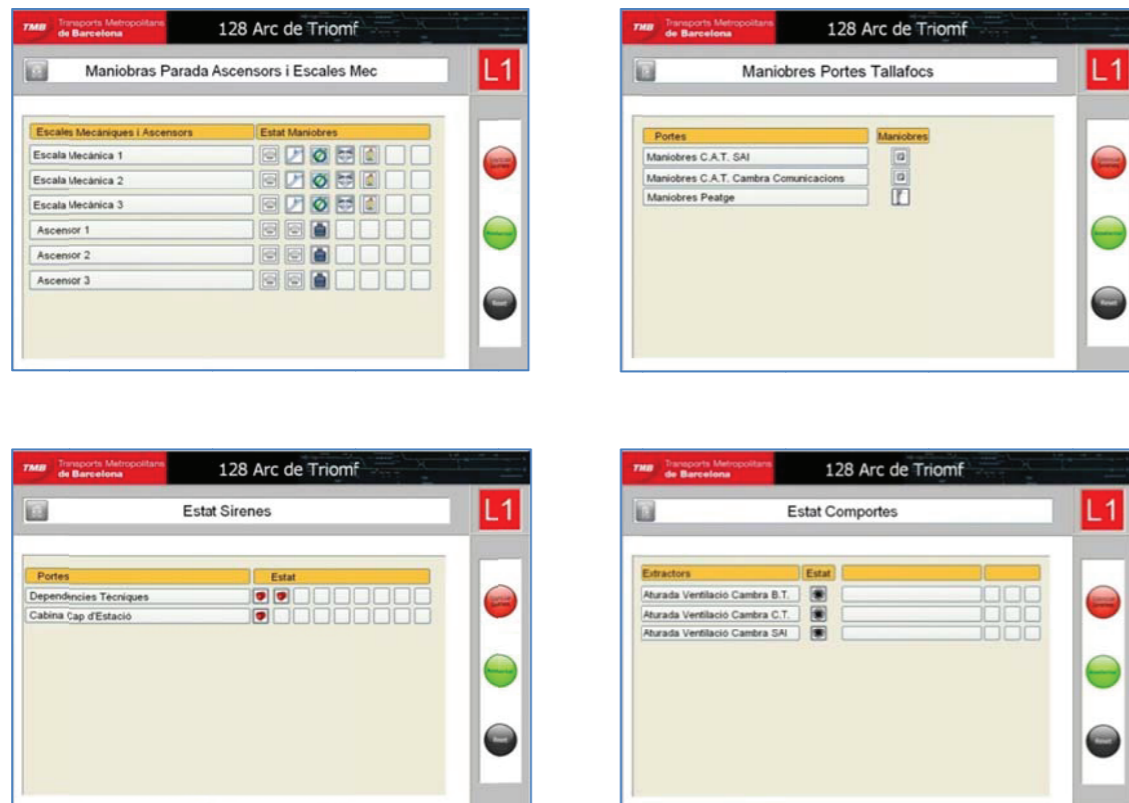 TMB Transports Metropolitans de Barcelona
128 Arc de Triomf
Maniobras Parada Ascensors i Escales Mec
L1
Escales Mecàniques i Ascensors Estat Maniobres
Escala Mecànica 1
Escala Mecànica 2
Escala Mecànica 3
Ascensor 1
Ascensor 2
Ascensor 3
Reset
TMB Transports Metropolitans de Barcelona
128 Arc de Triomf
Maniobres Portes Tallafocs
L1
Portes Maniobres
Maniobres C.A.T. SAI
Maniobres C.A.T. Cambra Comunicacions
Maniobres Peatge
Reset
TMB Transports Metropolitans de Barcelona
128 Arc de Triomf
Estat Sirenes
L1
Portes Estat
Dependències Tècniques
Cabina Cap d'Estació
Reset
TMB Transports Metropolitans de Barcelona
128 Arc de Triomf
Estat Comportes
L1
Extractors Estat
Aturada Ventilació Cambra B.T.
Aturada Ventilació Cambra C.T.
Aturada Ventilació Cambra SAI
Reset